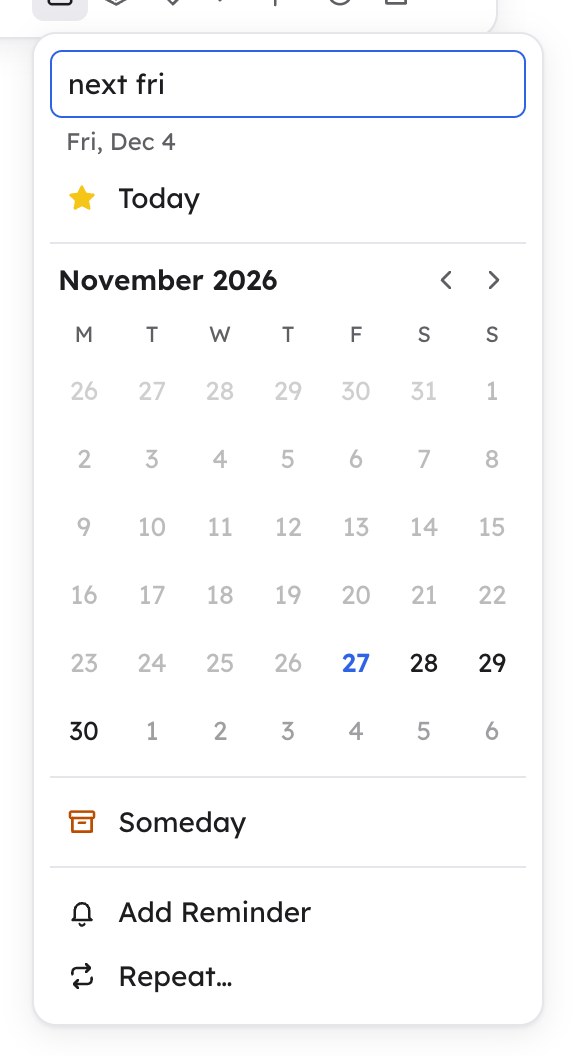 next fri
Fri, Dec 4
Today
November 2026
M T W T F S S
26 27 28 29 30 31 1
2 3 4 5 6 7 8
9 10 11 12 13 14 15
16 17 18 19 20 21 22
23 24 25 26 27 28 29
30 1 2 3 4 5 6
Someday
Add Reminder
Repeat...